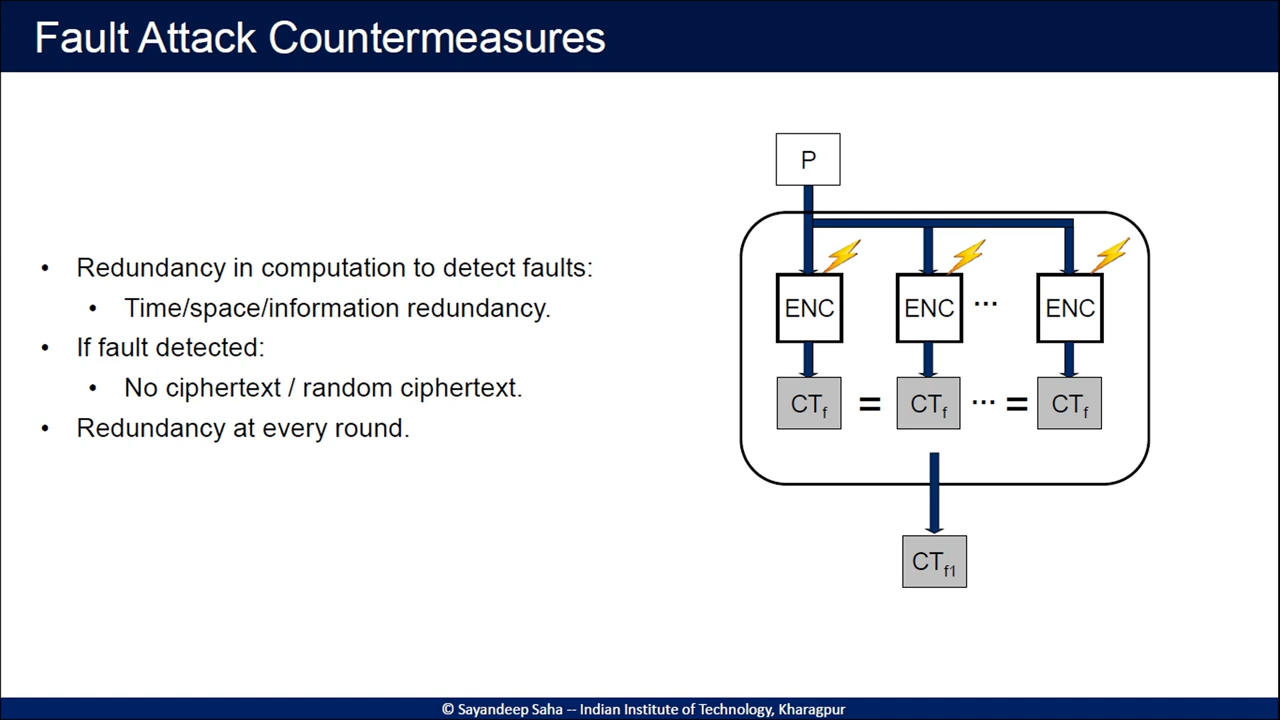 Fault Attack Countermeasures
• Redundancy in computation to detect faults:
• Time/space/information redundancy.
• If fault detected:
• No ciphertext / random ciphertext.
• Redundancy at every round.
P
ENC ENC ... ENC
CTf = CTf ... = CTf
CTf1
© Sayandeep Saha -- Indian Institute of Technology, Kharagpur